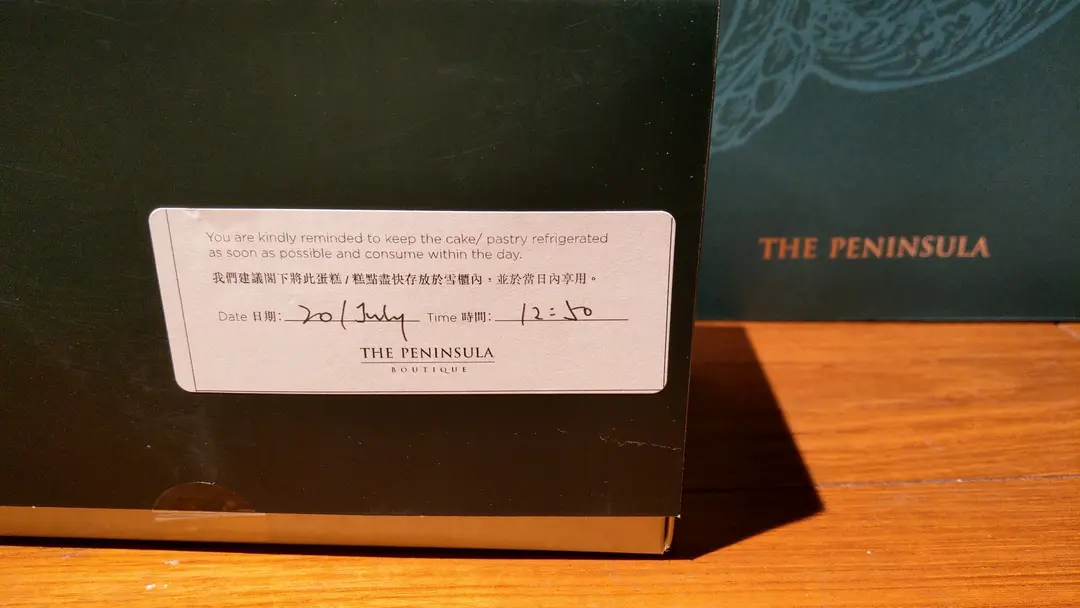 You are kindly reminded to keep the cake/ pastry refrigerated
as soon as possible and consume within the day.
我們建議閣下將此蛋糕 / 糕點盡快存放於雪櫃內，並於當日內享用。
Date 日期: 20/July Time 時間: 12:50
THE PENINSULA
BOUTIQUE
THE PENINSULA